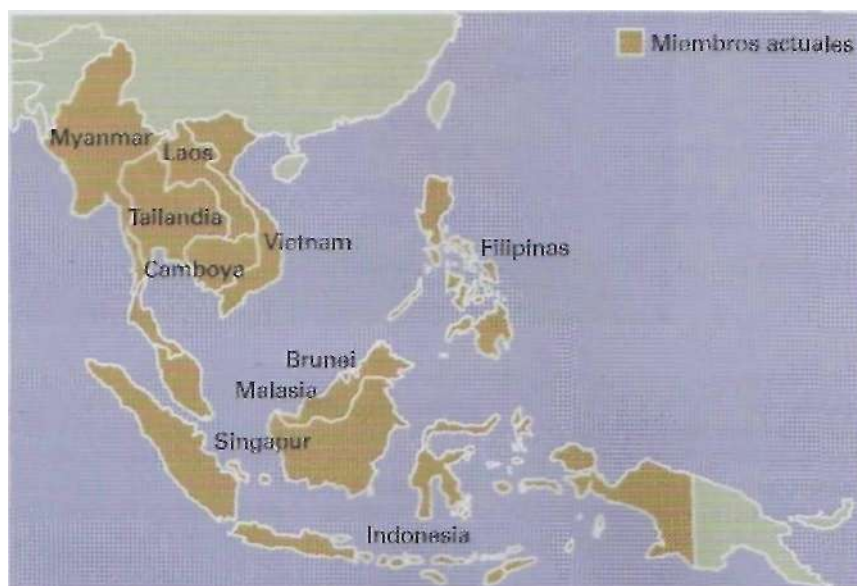 Miembros actuales
Myanmar
Laos
Tailandia
Vietnam
Filipinas
Camboya
Brunei
Malasia
Singapur
Indonesia